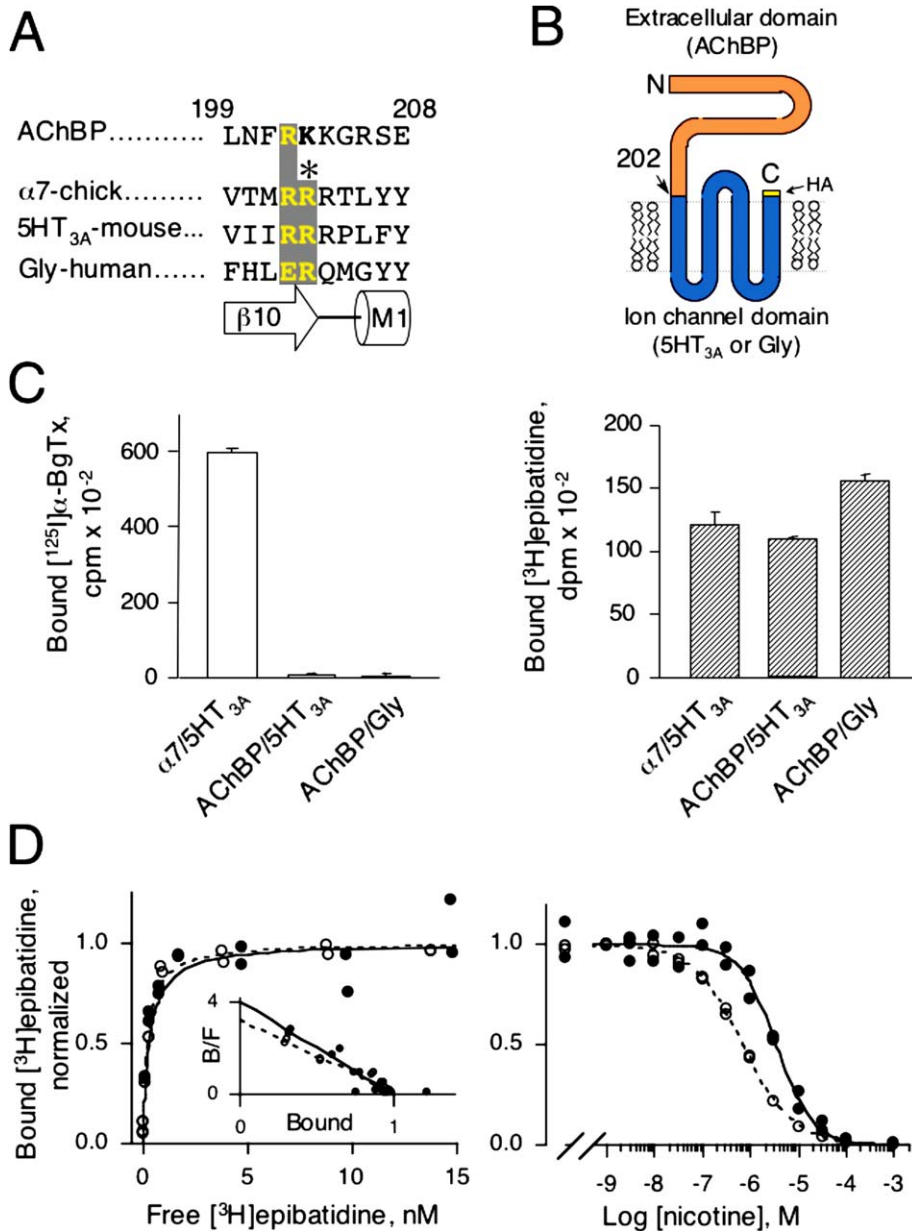 A
199 208
AChBP........... LNFRKKGRSE
*
α7-chick......... VTMRRRTLYY
5HT3A-mouse... VIIRRRPLFY
Gly-human...... FHLERQMGYY
β10 M1
B
Extracellular domain
(AChBP)
N
202
C
HA
Ion channel domain
(5HT3A or Gly)
C
Bound [125I]α-BgTx,
cpm x 10-2
600
400
200
0
α7/5HT3A
AChBP/5HT3A
AChBP/Gly
Bound [3H]epibatidine,
dpm x 10-2
200
150
100
50
0
α7/5HT3A
AChBP/5HT3A
AChBP/Gly
D
Bound [3H]epibatidine,
normalized
1.0
0.5
0.0
0 5 10 15
Free [3H]epibatidine, nM
4
B/F
0
0 Bound 1
1.0
0.5
0.0
-9 -8 -7 -6 -5 -4 -3
Log [nicotine], M